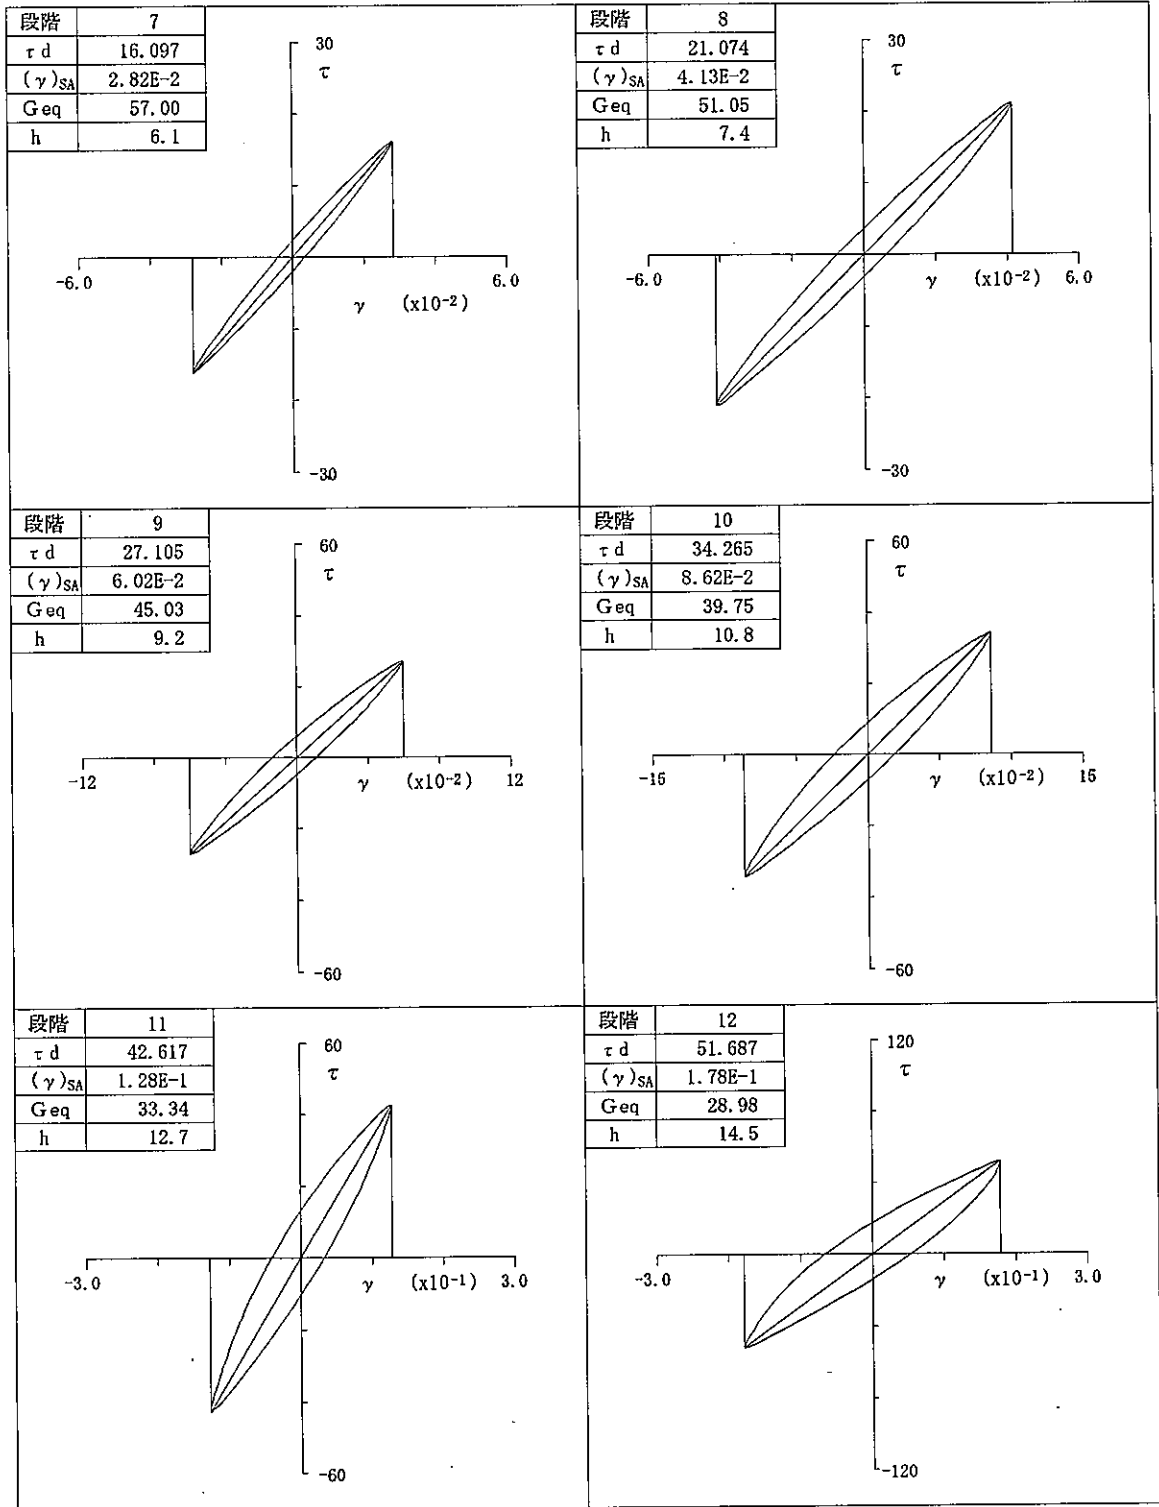 段階 7
τd 16.097
(γ)SA 2.82E-2
Geq 57.00
h 6.1
30
τ
-6.0
6.0
γ (x10-2)
-30
段階 8
τd 21.074
(γ)SA 4.13E-2
Geq 51.05
h 7.4
30
τ
-6.0
γ (x10-2) 6.0
-30
段階 9
τd 27.105
(γ)SA 6.02E-2
Geq 45.03
h 9.2
60
τ
-12
γ (x10-2) 12
-60
段階 10
τd 34.265
(γ)SA 8.62E-2
Geq 39.75
h 10.8
60
τ
-15
γ (x10-2) 15
-60
段階 11
τd 42.617
(γ)SA 1.28E-1
Geq 33.34
h 12.7
60
τ
-3.0
γ (x10-1) 3.0
-60
段階 12
τd 51.687
(γ)SA 1.78E-1
Geq 28.98
h 14.5
120
τ
-3.0
γ (x10-1) 3.0
-120